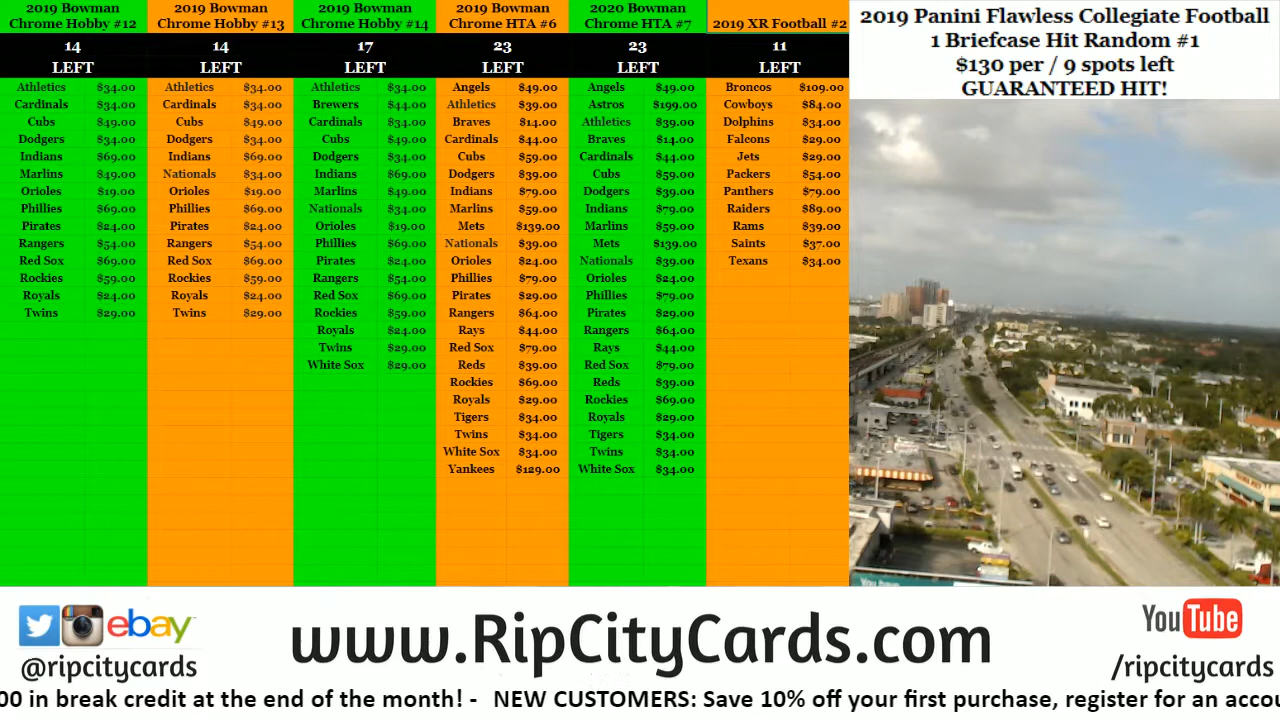 2019 Bowman Chrome Hobby #12
14
LEFT
Athletics $34.00
Cardinals $34.00
Cubs $49.00
Dodgers $34.00
Indians $69.00
Marlins $49.00
Orioles $19.00
Phillies $69.00
Pirates $24.00
Rangers $54.00
Red Sox $69.00
Rockies $59.00
Royals $24.00
Twins $29.00
2019 Bowman Chrome Hobby #13
14
LEFT
Athletics $34.00
Cardinals $34.00
Cubs $49.00
Dodgers $34.00
Indians $69.00
Nationals $34.00
Orioles $19.00
Phillies $69.00
Pirates $24.00
Rangers $54.00
Red Sox $69.00
Rockies $59.00
Royals $24.00
Twins $29.00
2019 Bowman Chrome Hobby #14
17
LEFT
Athletics $34.00
Brewers $44.00
Cardinals $34.00
Cubs $49.00
Dodgers $34.00
Indians $69.00
Marlins $49.00
Nationals $34.00
Orioles $19.00
Phillies $69.00
Pirates $24.00
Rangers $54.00
Red Sox $69.00
Rockies $59.00
Royals $24.00
Twins $29.00
White Sox $29.00
2019 Bowman Chrome HTA #6
23
LEFT
Angels $49.00
Athletics $39.00
Braves $14.00
Cardinals $44.00
Cubs $59.00
Dodgers $39.00
Indians $79.00
Marlins $59.00
Mets $139.00
Nationals $39.00
Orioles $24.00
Phillies $79.00
Pirates $29.00
Rangers $64.00
Rays $44.00
Red Sox $79.00
Reds $39.00
Rockies $69.00
Royals $29.00
Tigers $34.00
Twins $34.00
White Sox $34.00
Yankees $129.00
2020 Bowman Chrome HTA #7
23
LEFT
Angels $49.00
Astros $199.00
Athletics $39.00
Braves $14.00
Cardinals $44.00
Cubs $59.00
Dodgers $39.00
Indians $79.00
Marlins $59.00
Mets $139.00
Nationals $39.00
Orioles $24.00
Phillies $79.00
Pirates $29.00
Rangers $64.00
Rays $44.00
Red Sox $79.00
Reds $39.00
Rockies $69.00
Royals $29.00
Tigers $34.00
Twins $34.00
White Sox $34.00
2019 XR Football #2
11
LEFT
Broncos $109.00
Cowboys $84.00
Dolphins $34.00
Falcons $29.00
Jets $29.00
Packers $54.00
Panthers $79.00
Raiders $89.00
Rams $39.00
Saints $37.00
Texans $34.00
2019 Panini Flawless Collegiate Football
1 Briefcase Hit Random #1
$130 per / 9 spots left
GUARANTEED HIT!
ebay
@ripcitycards
www.RipCityCards.com
YouTube
/ripcitycards
00 in break credit at the end of the month! - NEW CUSTOMERS: Save 10% off your first purchase, register for an accou